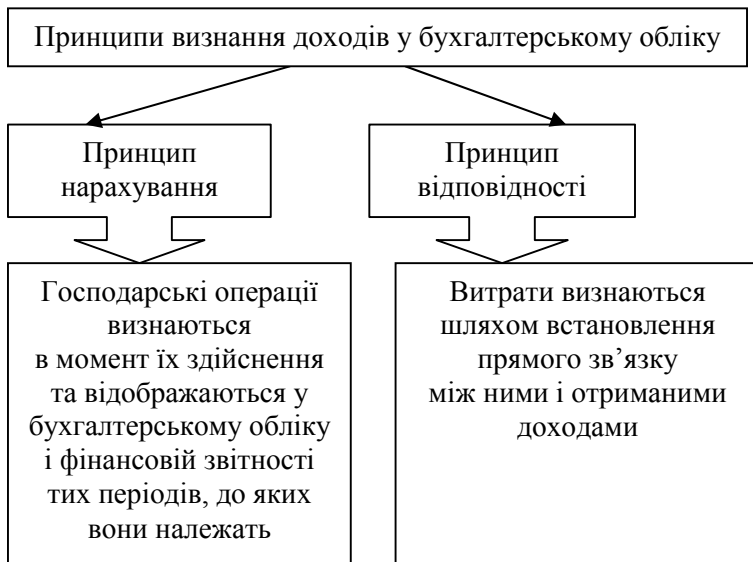 Принципи визнання доходів у бухгалтерському обліку
Принцип
нарахування
Принцип
відповідності
Господарські операції
визнаються
в момент їх здійснення
та відображаються у
бухгалтерському обліку
і фінансовій звітності
тих періодів, до яких
вони належать
Витрати визнаються
шляхом встановлення
прямого зв’язку
між ними і отриманими
доходами